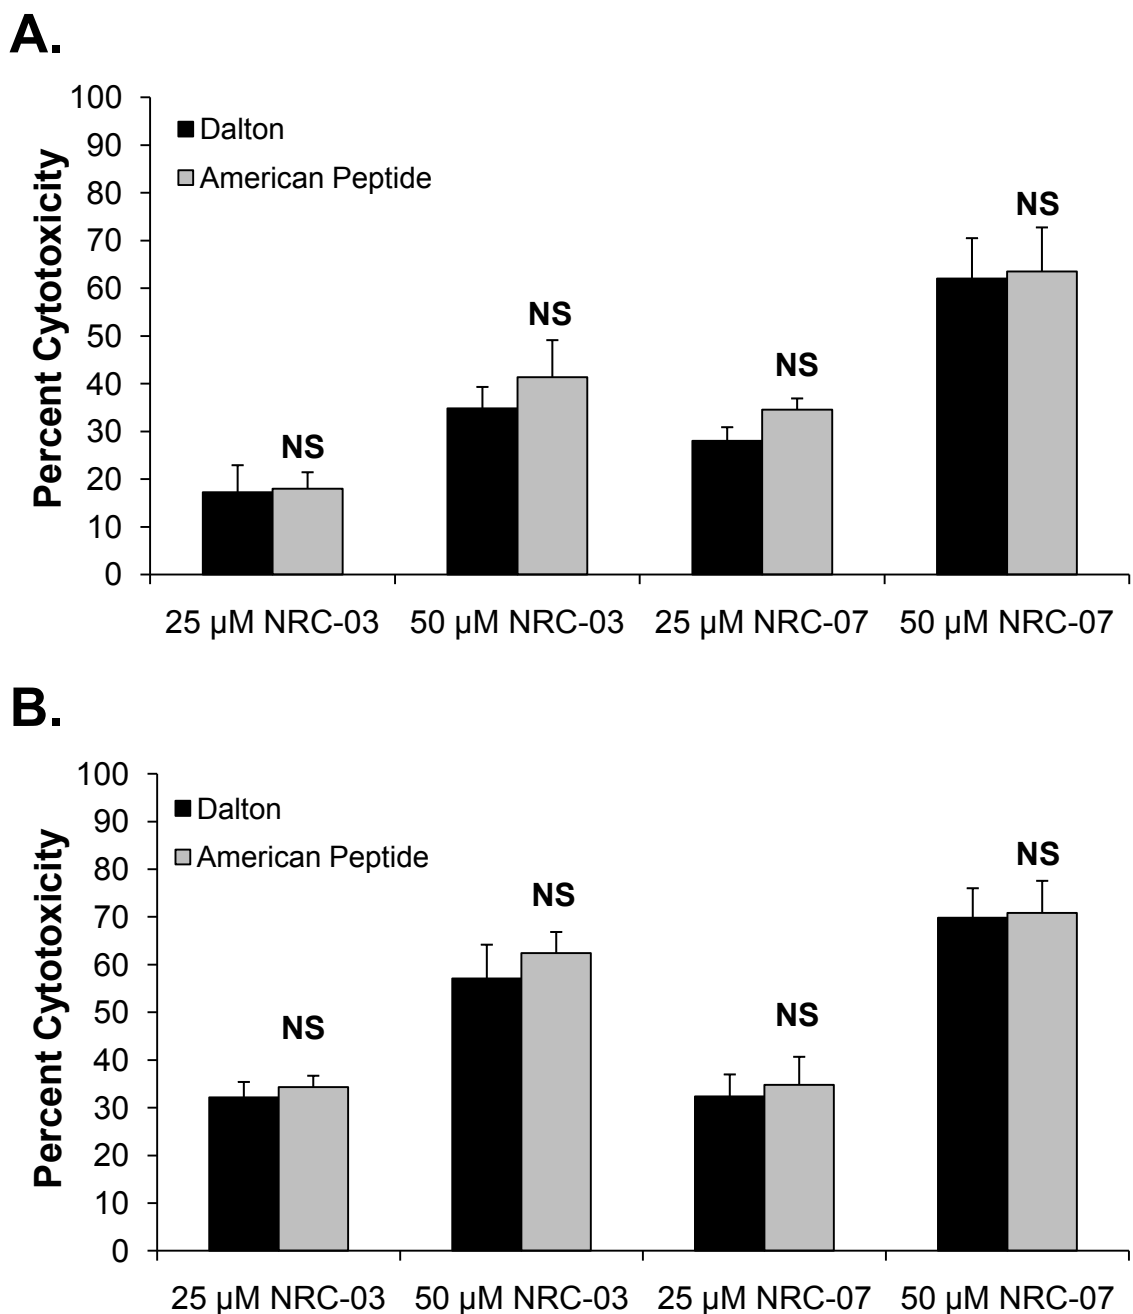 A.
Percent Cytotoxicity
100
90
80
70
60
50
40
30
20
10
0
Dalton
American Peptide
NS
NS
NS
NS
25 µM NRC-03
50 µM NRC-03
25 µM NRC-07
50 µM NRC-07
B.
Percent Cytotoxicity
100
90
80
70
60
50
40
30
20
10
0
Dalton
American Peptide
NS
NS
NS
NS
25 µM NRC-03
50 µM NRC-03
25 µM NRC-07
50 µM NRC-07